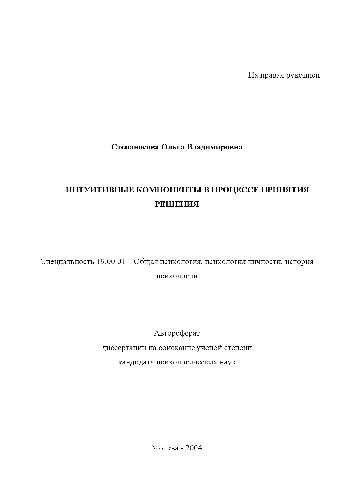 На правах рукописи
Степаносова Ольга Владимировна
ИНТУИТИВНЫЕ КОМПОНЕНТЫ В ПРОЦЕССЕ ПРИНЯТИЯ
РЕШЕНИЯ
Специальность 19.00.01 – Общая психология, психология личности, история
психологии
Автореферат
диссертации на соискание ученой степени
кандидата психологических наук
Москва - 2004